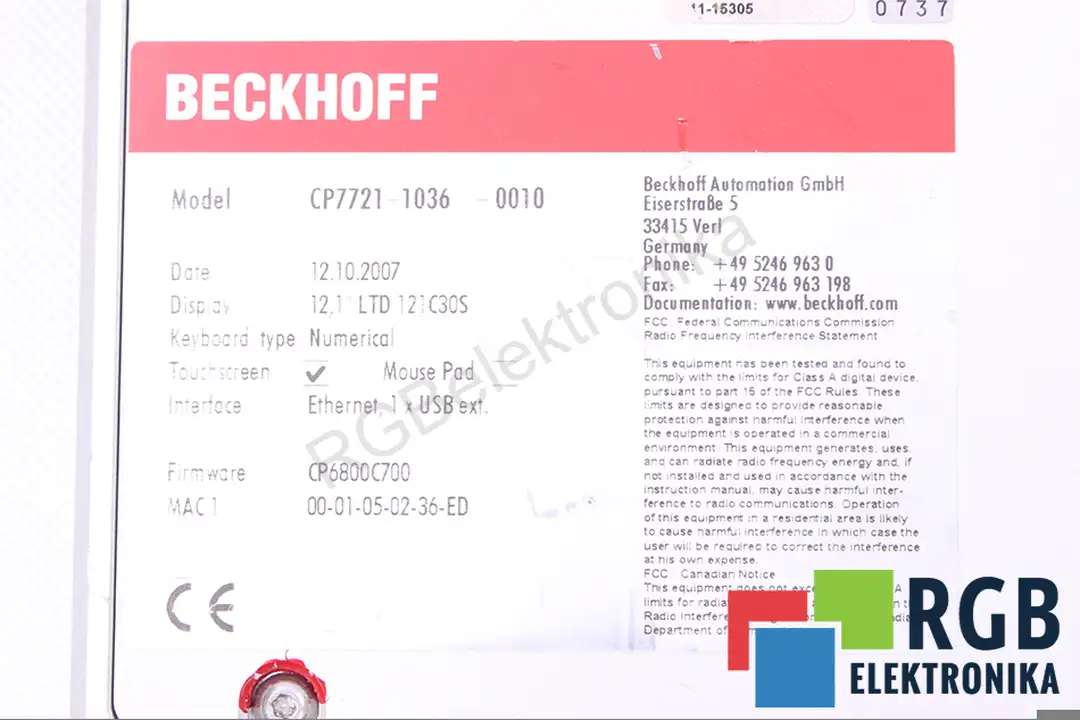 11-15305
0737
BECKHOFF
Model CP7721-1036 -0010
Date 12.10.2007
Display 12,1" LTD 121C30S
Keyboard type Numerical
Touchscreen ✓ Mouse Pad
Interface Ethernet, 1 x USB ext.
Firmware CP6800C700
MAC 1 00-01-05-02-36-ED
CE
Beckhoff Automation GmbH
Eiserstraße 5
33415 Verl
Germany
Phone: +49 5246 963 0
Fax: +49 5246 963 198
Documentation: www.beckhoff.com
FCC Federal Communications Commission
Radio Frequency Interference Statement
This equipment has been tested and found to
comply with the limits for Class A digital device,
pursuant to part 15 of the FCC Rules. These
limits are designed to provide reasonable
protection against harmful interference when
the equipment is operated in a commercial
environment. This equipment generates, uses
and can radiate radio frequency energy and, if
not installed and used in accordance with the
instruction manual, may cause harmful inter-
ference to radio communications. Operation
of this equipment in a residential area is likely
to cause harmful interference in which case the
user will be required to correct the interference
at his own expense.
FCC Canadian Notice
This equipment does not A
limits for
Radio
Department of
RGBelektronika
RGB
ELEKTRONIKA